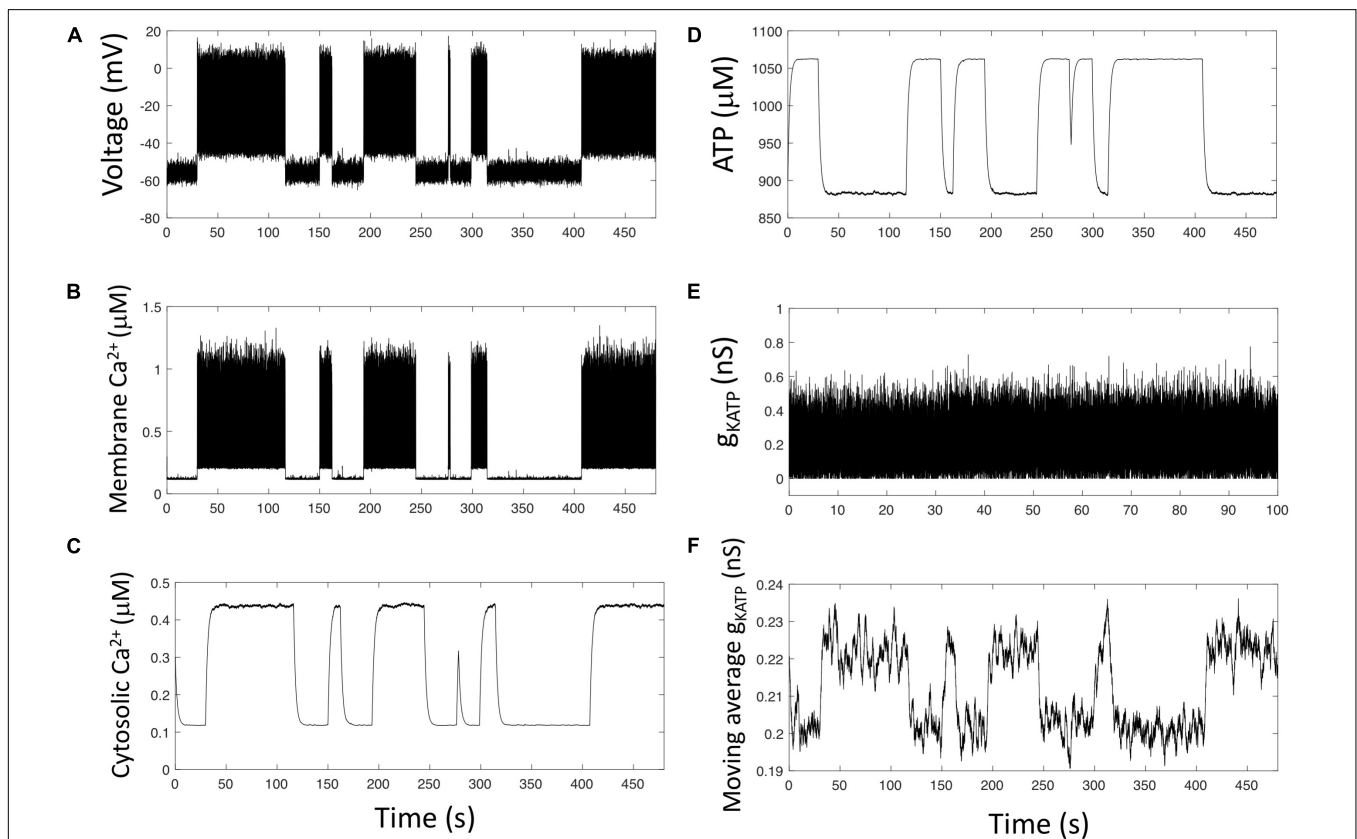 A
Voltage (mV)
20
0
-20
-40
-60
-80
0 50 100 150 200 250 300 350 400 450
B
Membrane Ca2+ (μM)
1.5
1
0.5
0
0 50 100 150 200 250 300 350 400 450
C
Cytosolic Ca2+ (μM)
0.5
0.4
0.3
0.2
0.1
0
0 50 100 150 200 250 300 350 400 450
Time (s)
D
ATP (μM)
1100
1050
1000
950
900
850
0 50 100 150 200 250 300 350 400 450
E
gKATP (nS)
1
0.8
0.6
0.4
0.2
0
0 10 20 30 40 50 60 70 80 90 100
F
Moving average gKATP (nS)
0.24
0.23
0.22
0.21
0.2
0.19
0 50 100 150 200 250 300 350 400 450
Time (s)